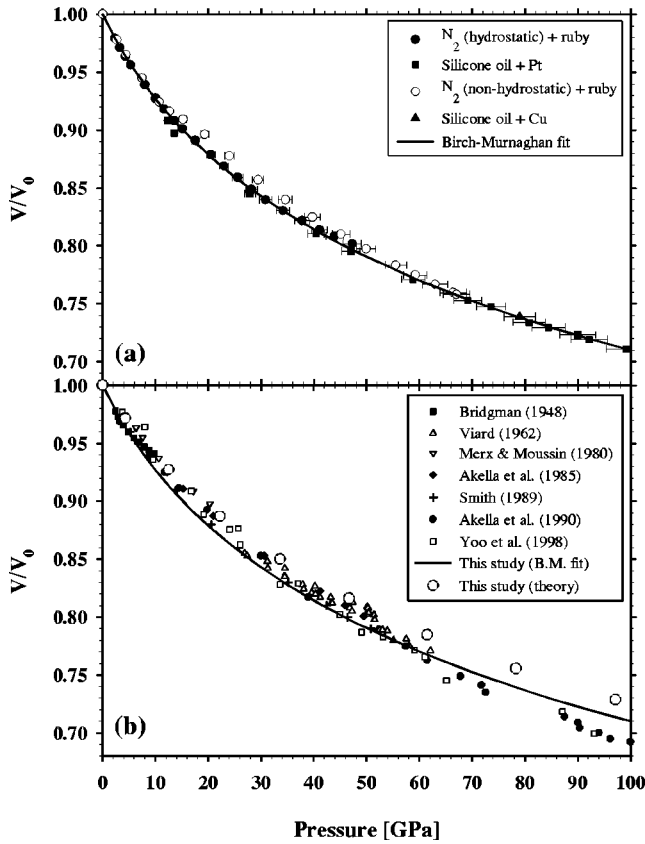 1.00
0.95
0.90
0.85
0.80
0.75
0.70
V/V0
N2 (hydrostatic) + ruby
Silicone oil + Pt
N2 (non-hydrostatic) + ruby
Silicone oil + Cu
Birch-Murnaghan fit
(a)
1.00
0.95
0.90
0.85
0.80
0.75
0.70
V/V0
Bridgman (1948)
Viard (1962)
Merx & Moussin (1980)
Akella et al. (1985)
Smith (1989)
Akella et al. (1990)
Yoo et al. (1998)
This study (B.M. fit)
This study (theory)
(b)
0 10 20 30 40 50 60 70 80 90 100
Pressure [GPa]